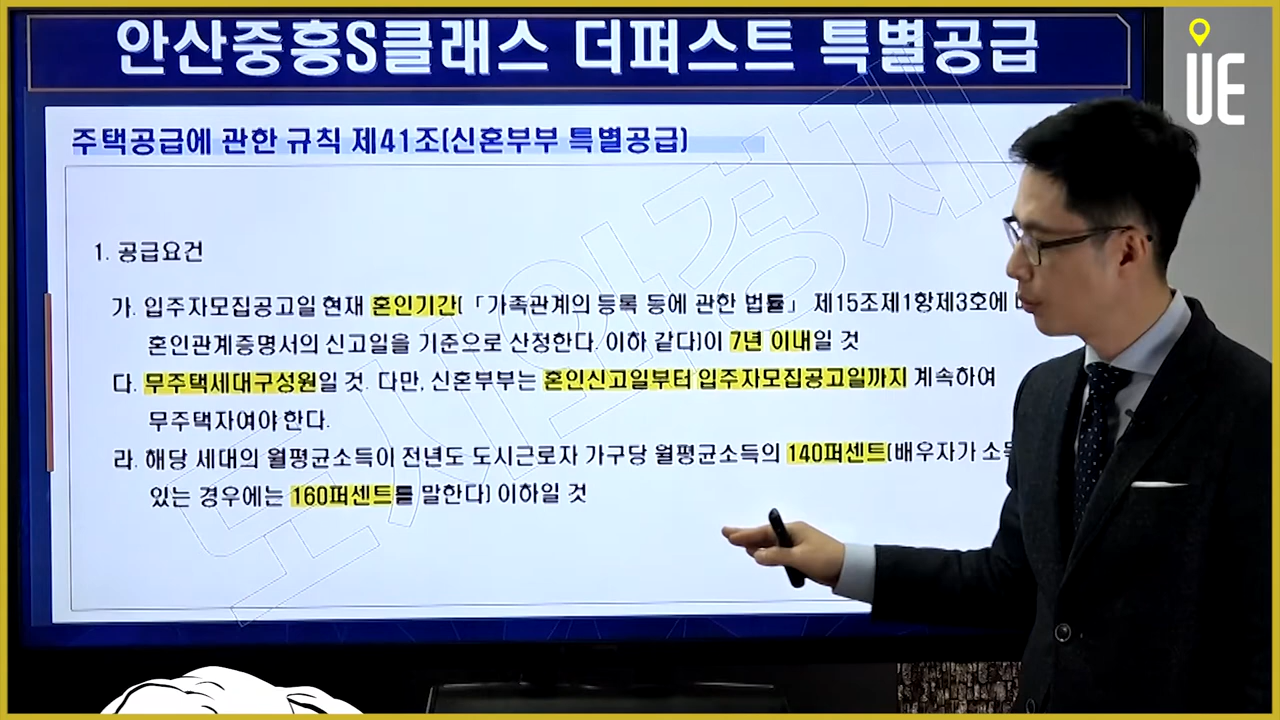 안산중흥S클래스 더퍼스트 특별공급
UE
주택공급에 관한 규칙 제41조(신혼부부 특별공급)
1. 공급요건
가. 입주자모집공고일 현재 혼인기간(「가족관계의 등록 등에 관한 법률」 제15조제1항제3호에
혼인관계증명서의 신고일을 기준으로 산정한다. 이하 같다)이 7년 이내일 것
다. 무주택세대구성원일 것. 다만, 신혼부부는 혼인신고일부터 입주자모집공고일까지 계속하여
무주택자여야 한다.
라. 해당 세대의 월평균소득이 전년도 도시근로자 가구당 월평균소득의 140퍼센트(배우자가
있는 경우에는 160퍼센트를 말한다) 이하일 것
도시와경제